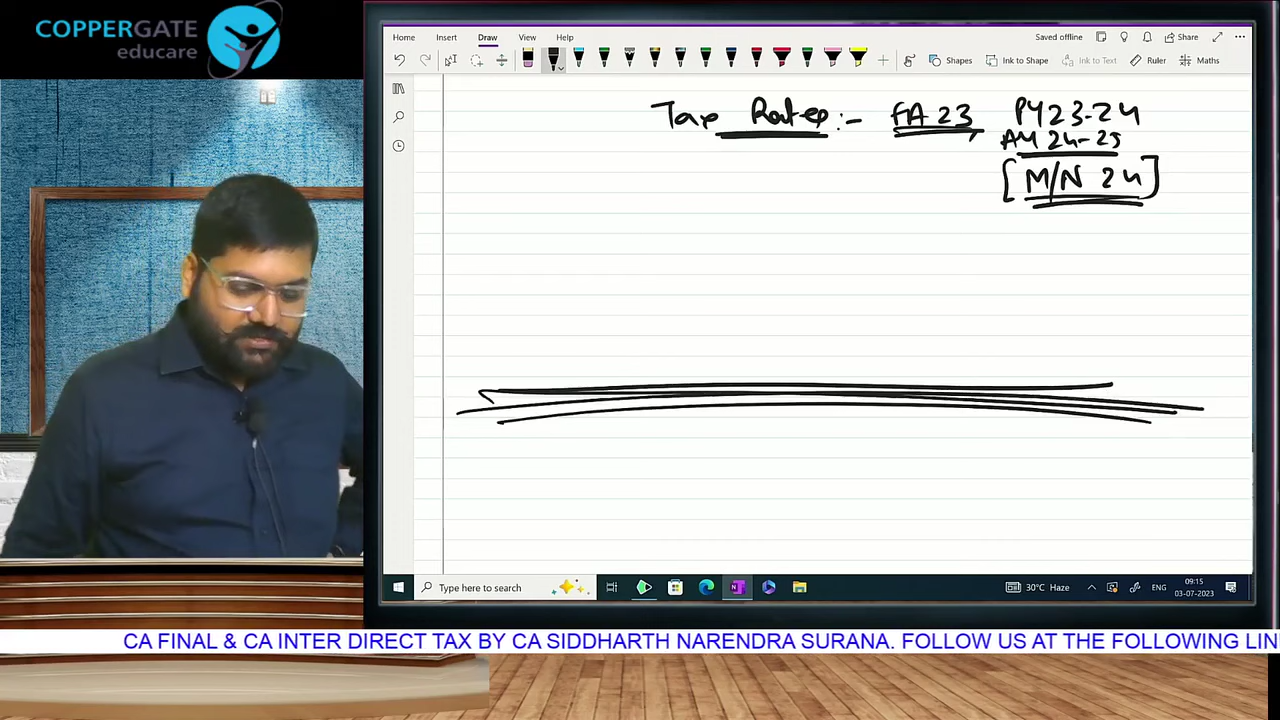 COPPERGATE
educare
Home Insert Draw View Help
Saved offline
Share
Shapes Ink to Shape Ink to Text Ruler Maths
Tax Rates :- FA 23 PY 23-24
AY 24-25
[M/N 24]
Type here to search
30°C Haze
ENG
09:15
03-07-2023
CA FINAL & CA INTER DIRECT TAX BY CA SIDDHARTH NARENDRA SURANA. FOLLOW US AT THE FOLLOWING LIN